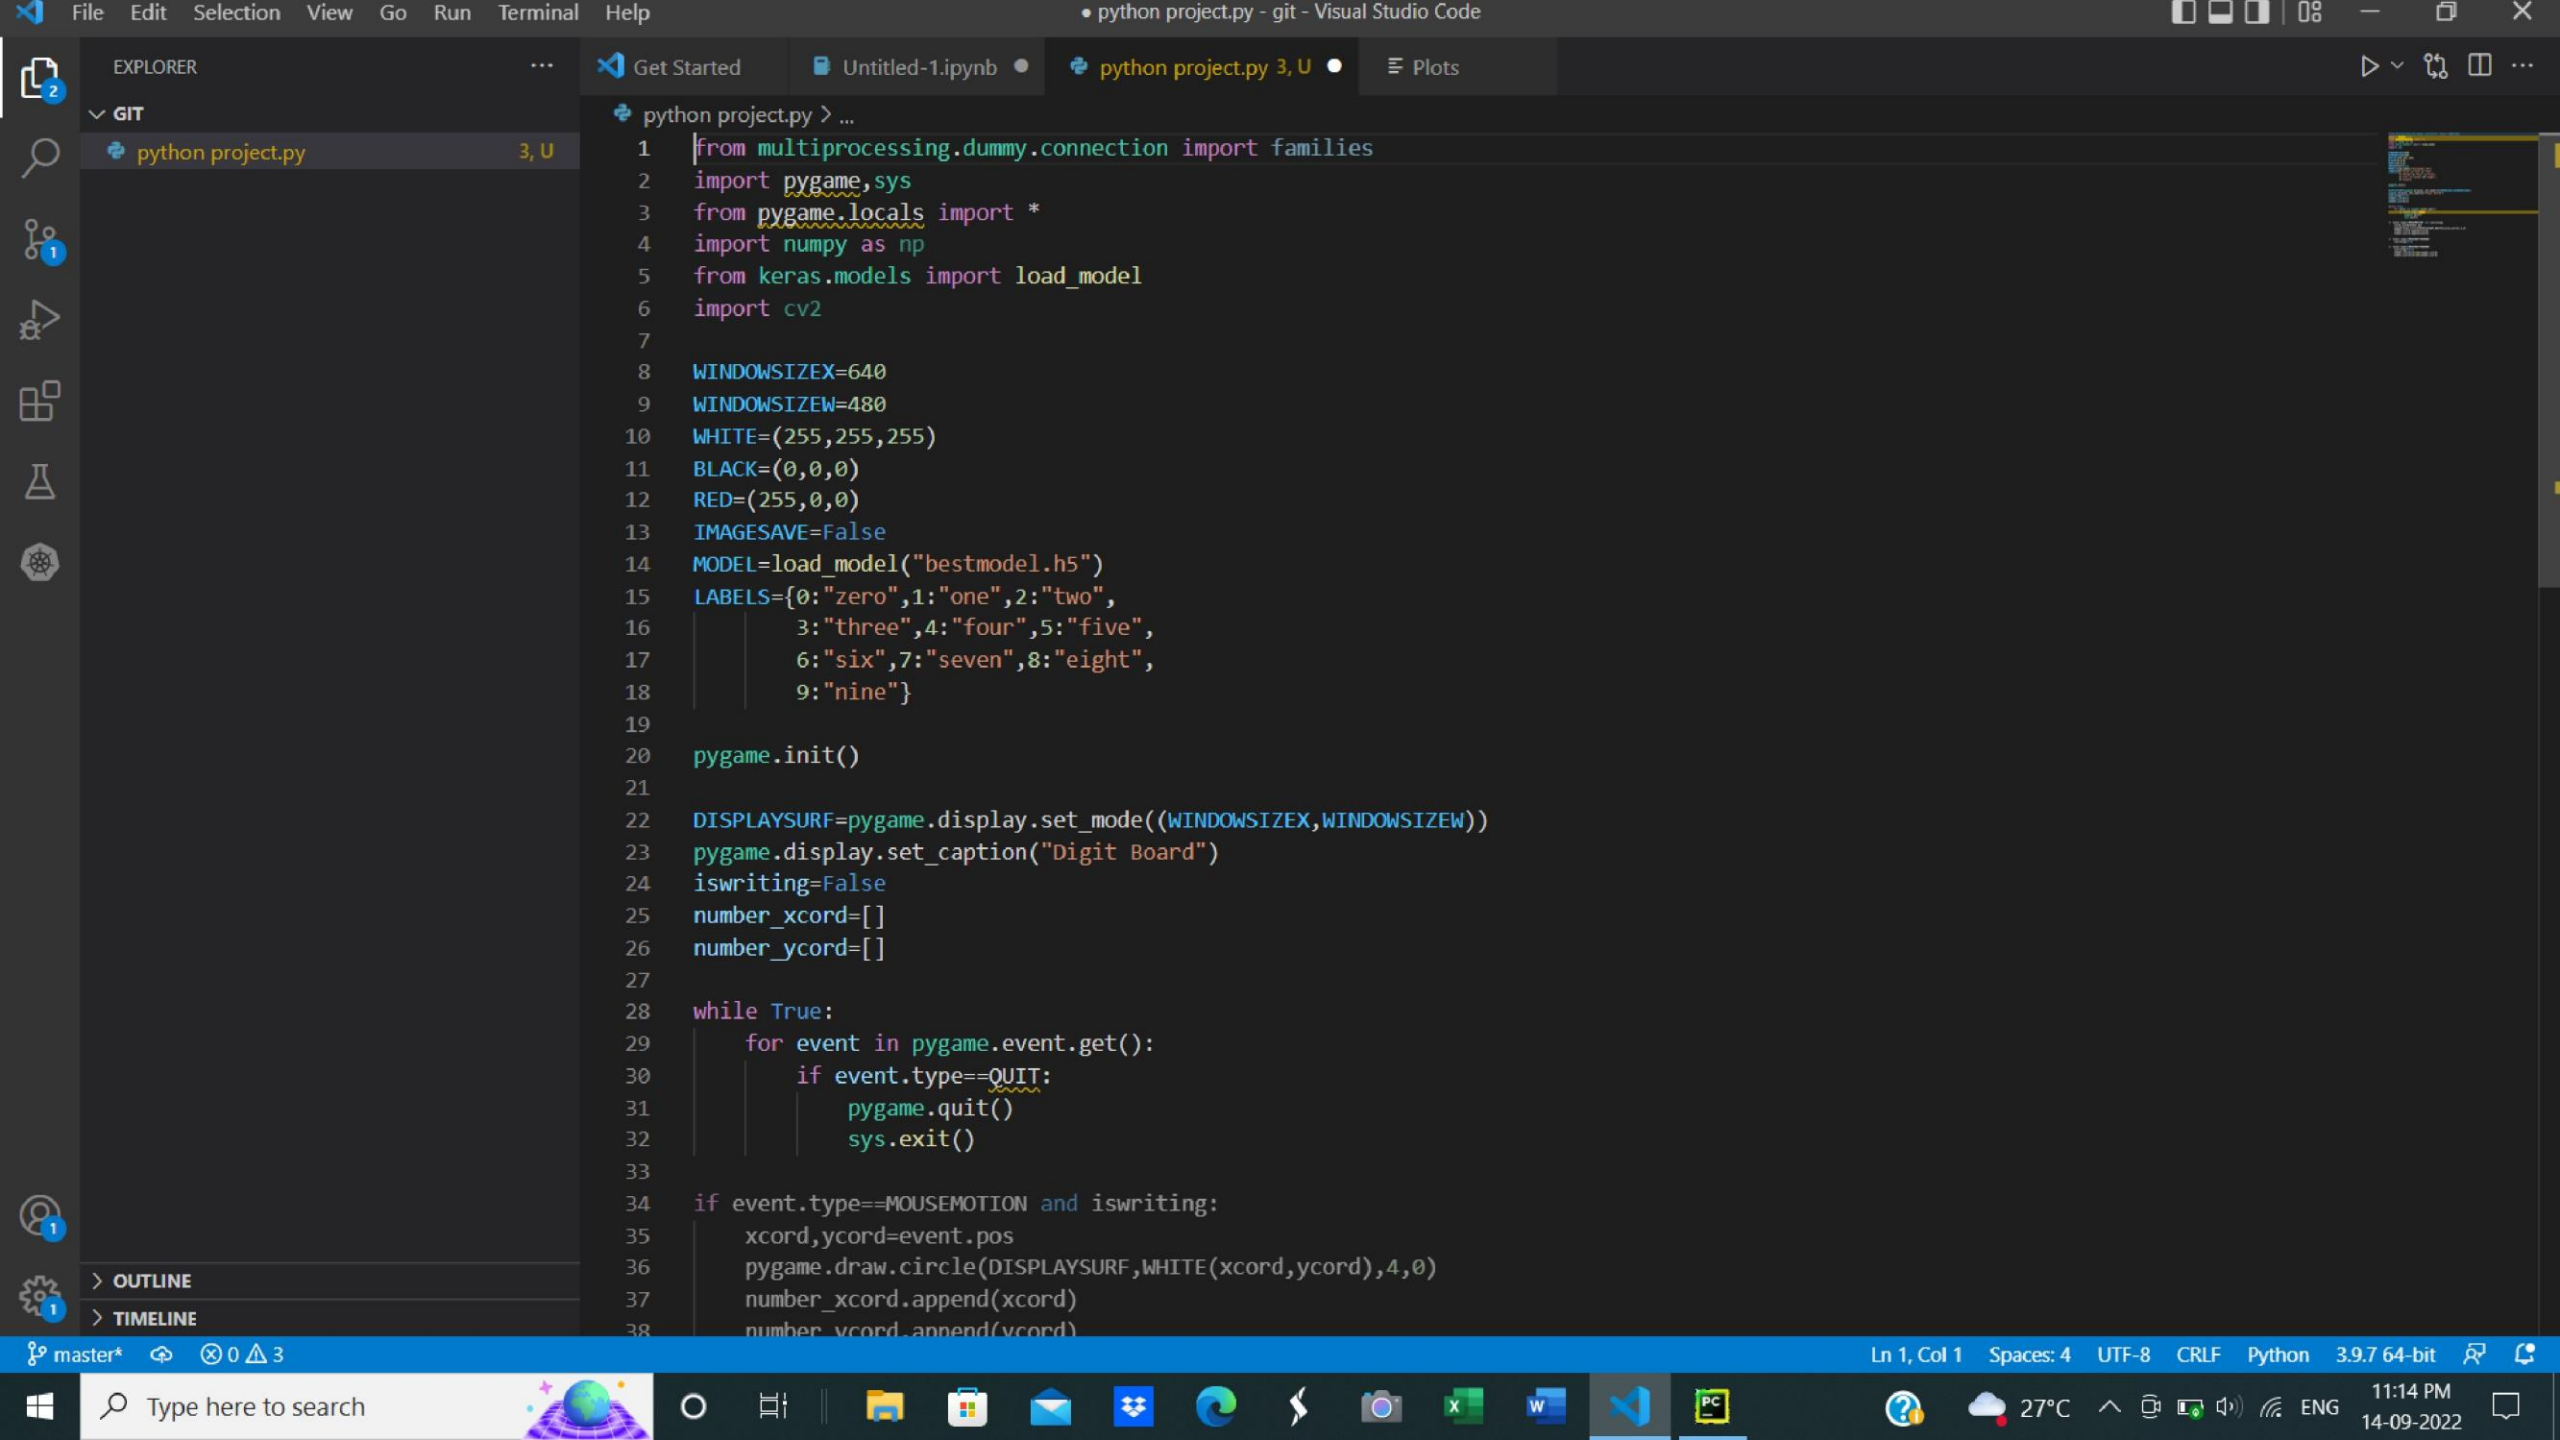 File Edit Selection View Go Run Terminal Help
● python project.py - git - Visual Studio Code
EXPLORER
Get Started
Untitled-1.ipynb
python project.py 3, U
Plots
GIT
python project.py > ...
python project.py 3, U
1 from multiprocessing.dummy.connection import families
2 import pygame,sys
3 from pygame.locals import *
4 import numpy as np
5 from keras.models import load_model
6 import cv2
7
8 WINDOWSIZEX=640
9 WINDOWSIZEW=480
10 WHITE=(255,255,255)
11 BLACK=(0,0,0)
12 RED=(255,0,0)
13 IMAGESAVE=False
14 MODEL=load_model("bestmodel.h5")
15 LABELS={0:"zero",1:"one",2:"two",
16 3:"three",4:"four",5:"five",
17 6:"six",7:"seven",8:"eight",
18 9:"nine"}
19
20 pygame.init()
21
22 DISPLAYSURF=pygame.display.set_mode((WINDOWSIZEX,WINDOWSIZEW))
23 pygame.display.set_caption("Digit Board")
24 iswriting=False
25 number_xcord=[]
26 number_ycord=[]
27
28 while True:
29 for event in pygame.event.get():
30 if event.type==QUIT:
31 pygame.quit()
32 sys.exit()
33
34 if event.type==MOUSEMOTION and iswriting:
35 xcord,ycord=event.pos
36 pygame.draw.circle(DISPLAYSURF,WHITE(xcord,ycord),4,0)
37 number_xcord.append(xcord)
38 number_ycord.append(ycord)
2
1
1
1
OUTLINE
TIMELINE
master* 0 3
Ln 1, Col 1 Spaces: 4 UTF-8 CRLF Python 3.9.7 64-bit
Type here to search
27°C
ENG
11:14 PM
14-09-2022